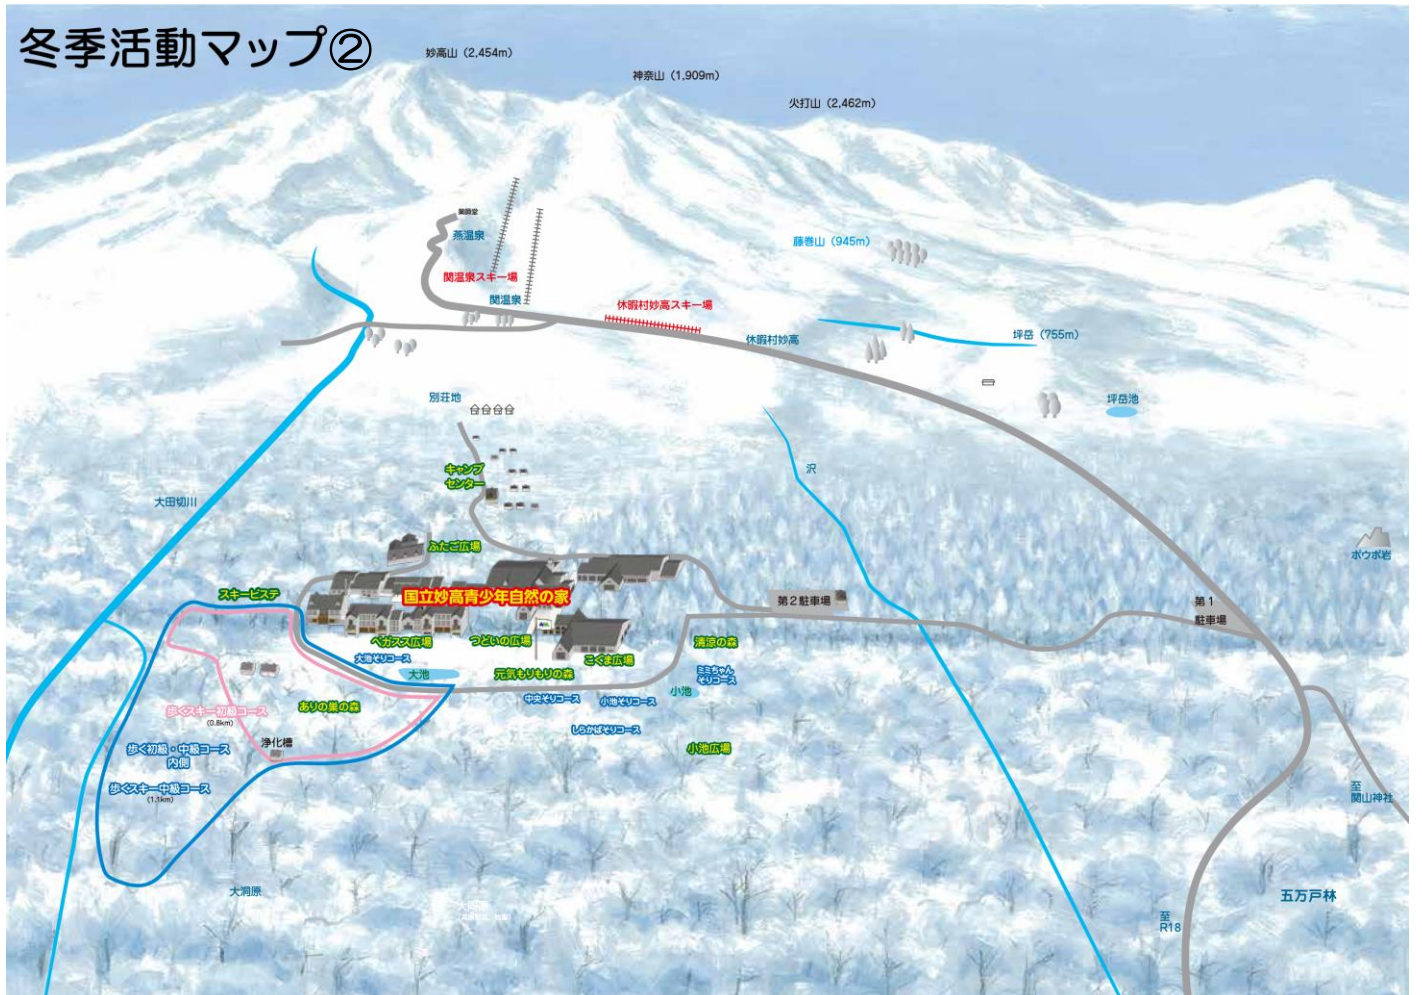 冬季活動マップ②
妙高山（2,454m）
神奈山（1,909m）
火打山（2,462m）
薬師堂
燕温泉
藤巻山（945m）
関温泉スキー場
関温泉
休暇村妙高スキー場
休暇村妙高
坪岳（755m）
別荘地
坪岳池
キャンプ
センター
沢
大田切川
ふたご広場
ボウボ岩
スキーピステ
国立妙高青少年自然の家
第２駐車場
第１
駐車場
ペガスス広場
つどいの広場
清涼の森
大池そりコース
こぐま広場
大池
元気もりもりの森
ミミちゃん
そりコース
小池
中央そりコース
小池そりコース
歩くスキー初級コース
（0.8km）
ありの巣の森
しらかばそりコース
浄化槽
小池広場
歩く初級・中級コース
内側
歩くスキー中級コース
（1.1km）
至
関山神社
大洞原
五万戸林
至
R18